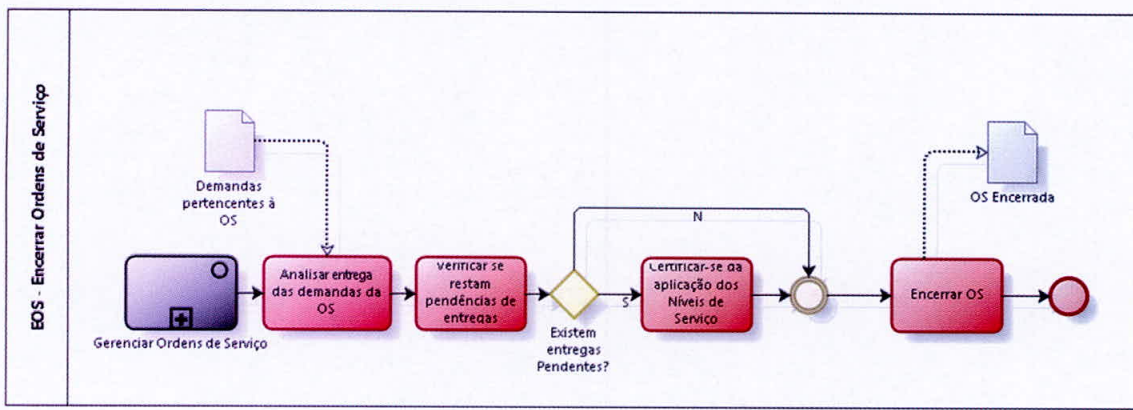 EOS - Encerrar Ordens de Serviço
Demandas
pertencentes à
OS
OS Encerrada
N
Gerenciar Ordens de Serviço
Analisar entrega
das demandas da
OS
Verificar se
restam
pendências de
entregas
Existem
entregas
Pendentes?
S
Certificar-se da
aplicação dos
Níveis de
Serviço
Encerrar OS